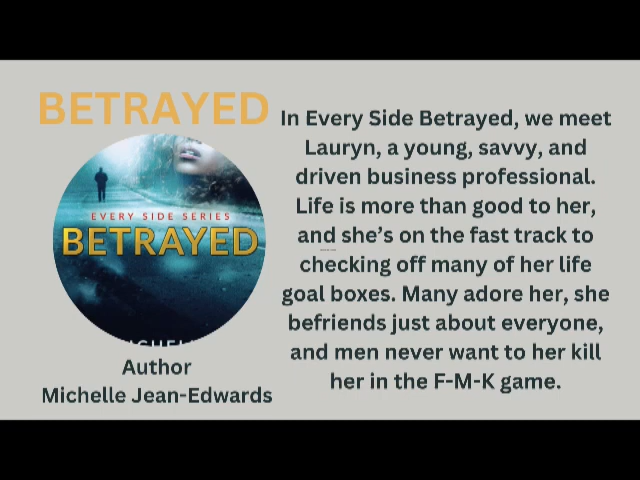 BETRAYED
EVERY SIDE SERIES
BETRAYED
Author
Michelle Jean-Edwards
In Every Side Betrayed, we meet
Lauryn, a young, savvy, and
driven business professional.
Life is more than good to her,
and she's on the fast track to
checking off many of her life
goal boxes. Many adore her, she
befriends just about everyone,
and men never want to her kill
her in the F-M-K game.